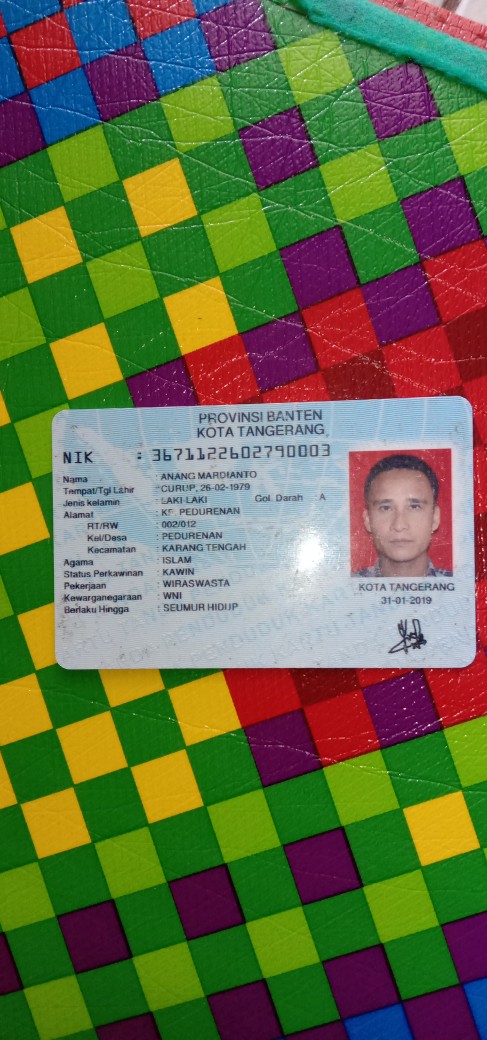 PROVINSI BANTEN
KOTA TANGERANG
NIK : 3671122602790003
Nama : ANANG MARDIANTO
Tempat/Tgl Lahir : CURUP, 26-02-1979
Jenis kelamin : LAKI-LAKI Gol. Darah A
Alamat : KP. PEDURENAN
RT/RW : 002/012
Kel/Desa : PEDURENAN
Kecamatan : KARANG TENGAH
Agama : ISLAM
Status Perkawinan : KAWIN
Pekerjaan : WIRASWASTA
Kewarganegaraan : WNI
Berlaku Hingga : SEUMUR HIDUP
KOTA TANGERANG
31-01-2019